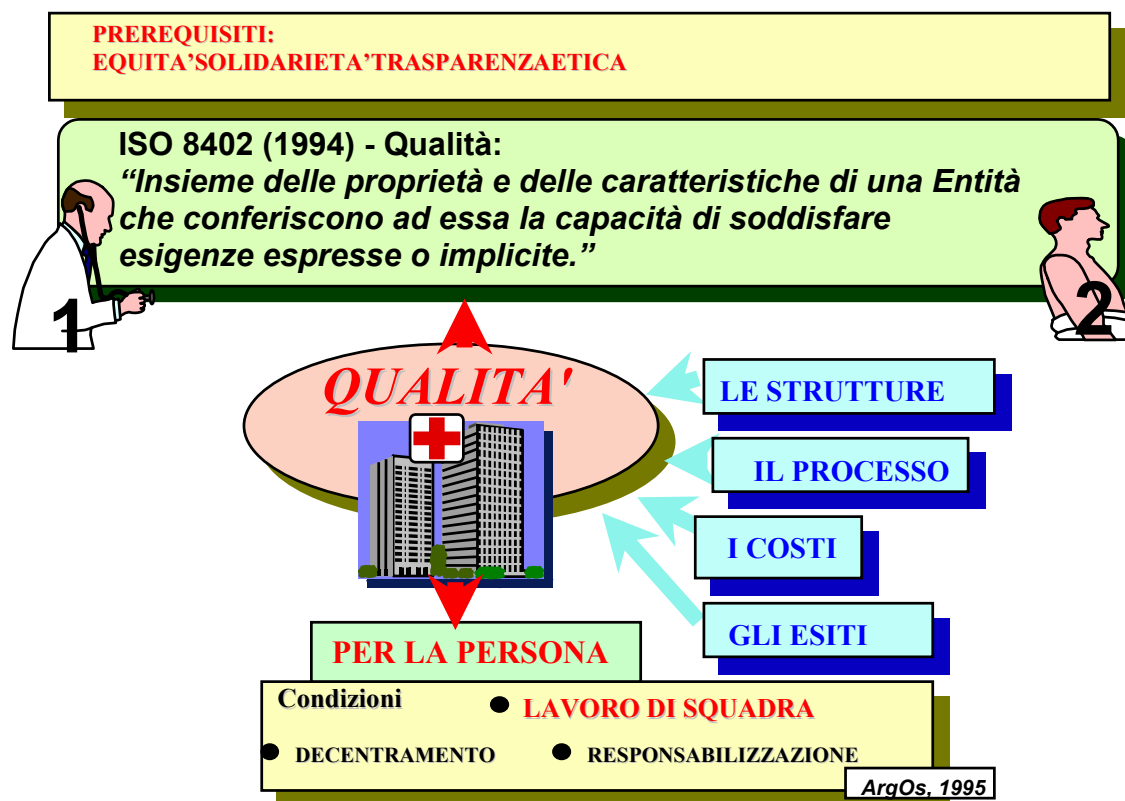 PREREQUISITI:
EQUITA'SOLIDARIETA'TRASPARENZAETICA
ISO 8402 (1994) - Qualità:
“Insieme delle proprietà e delle caratteristiche di una Entità
che conferiscono ad essa la capacità di soddisfare
esigenze espresse o implicite.”
1
2
QUALITA'
LE STRUTTURE
IL PROCESSO
I COSTI
GLI ESITI
PER LA PERSONA
Condizioni
• LAVORO DI SQUADRA
• DECENTRAMENTO • RESPONSABILIZZAZIONE
ArgOs, 1995